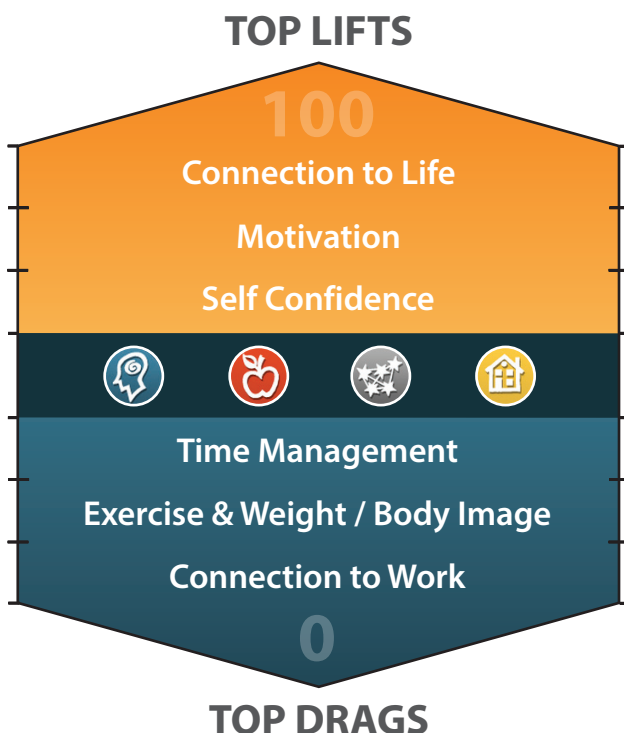 TOP LIFTS
100
Connection to Life
Motivation
Self Confidence
Time Management
Exercise & Weight / Body Image
Connection to Work
0
TOP DRAGS